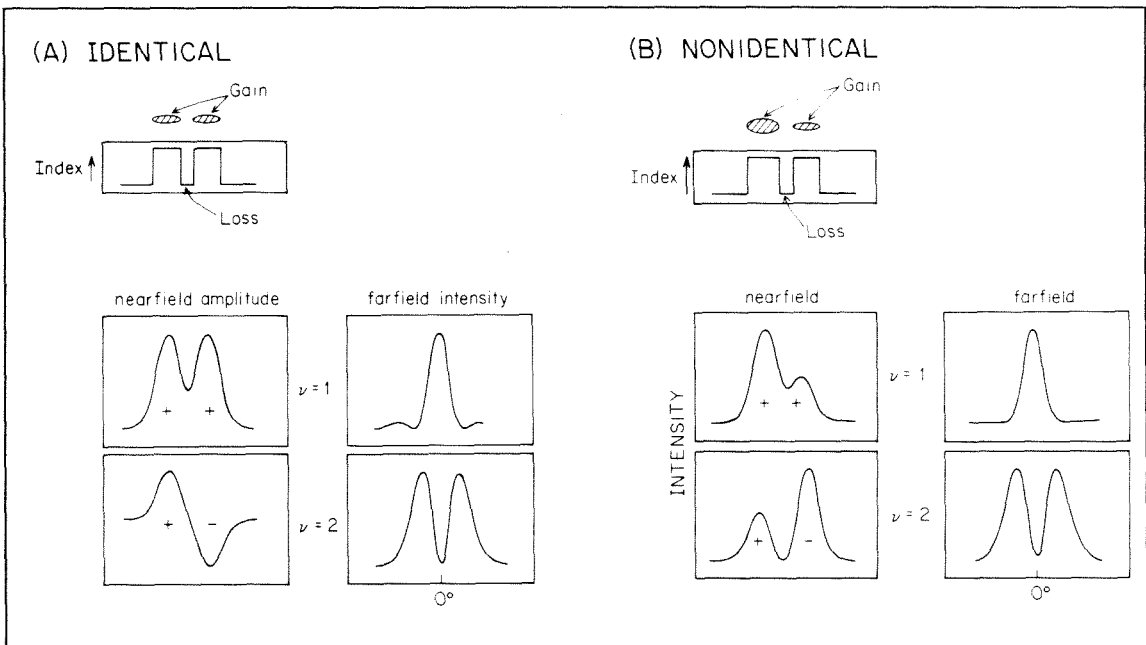 (A) IDENTICAL
Gain
Index
Loss
nearfield amplitude
farfield intensity
+ +
ν = 1
+ -
ν = 2
0°
(B) NONIDENTICAL
Gain
Index
Loss
nearfield
farfield
INTENSITY
+ +
ν = 1
+ -
ν = 2
0°